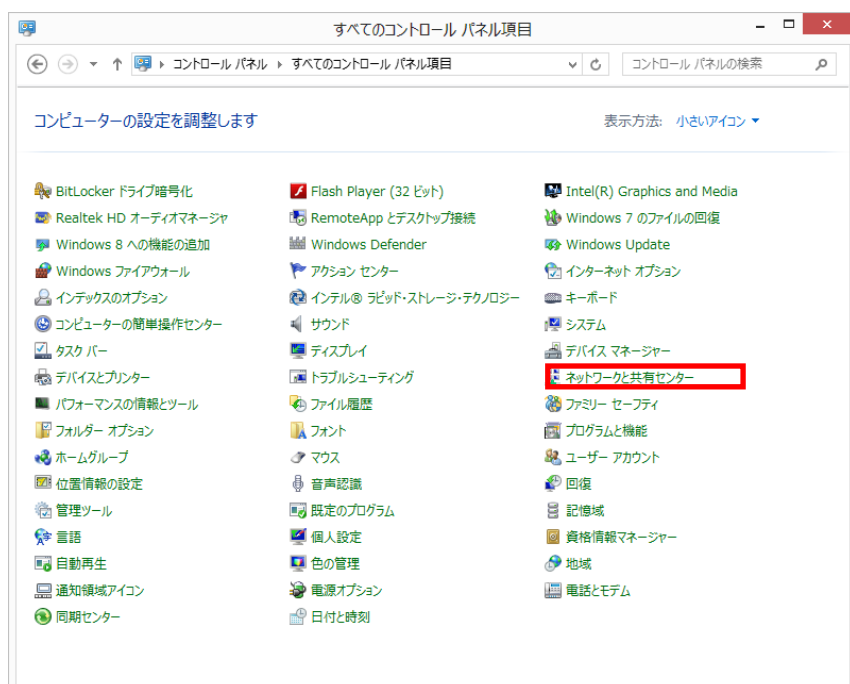 すべてのコントロール パネル項目
コントロール パネル ▸ すべてのコントロール パネル項目
コントロール パネルの検索
コンピューターの設定を調整します
表示方法: 小さいアイコン
BitLocker ドライブ暗号化
Flash Player (32 ビット)
Intel(R) Graphics and Media
Realtek HD オーディオマネージャ
RemoteApp とデスクトップ接続
Windows 7 のファイルの回復
Windows 8 への機能の追加
Windows Defender
Windows Update
Windows ファイアウォール
アクション センター
インターネット オプション
インデックスのオプション
インテル® ラピッド・ストレージ・テクノロジー
キーボード
コンピューターの簡単操作センター
サウンド
システム
タスク バー
ディスプレイ
デバイス マネージャー
デバイスとプリンター
トラブルシューティング
ネットワークと共有センター
パフォーマンスの情報とツール
ファイル履歴
ファミリー セーフティ
フォルダー オプション
フォント
プログラムと機能
ホームグループ
マウス
ユーザー アカウント
位置情報の設定
音声認識
回復
管理ツール
既定のプログラム
記憶域
言語
個人設定
資格情報マネージャー
自動再生
色の管理
地域
通知領域アイコン
電源オプション
電話とモデム
同期センター
日付と時刻